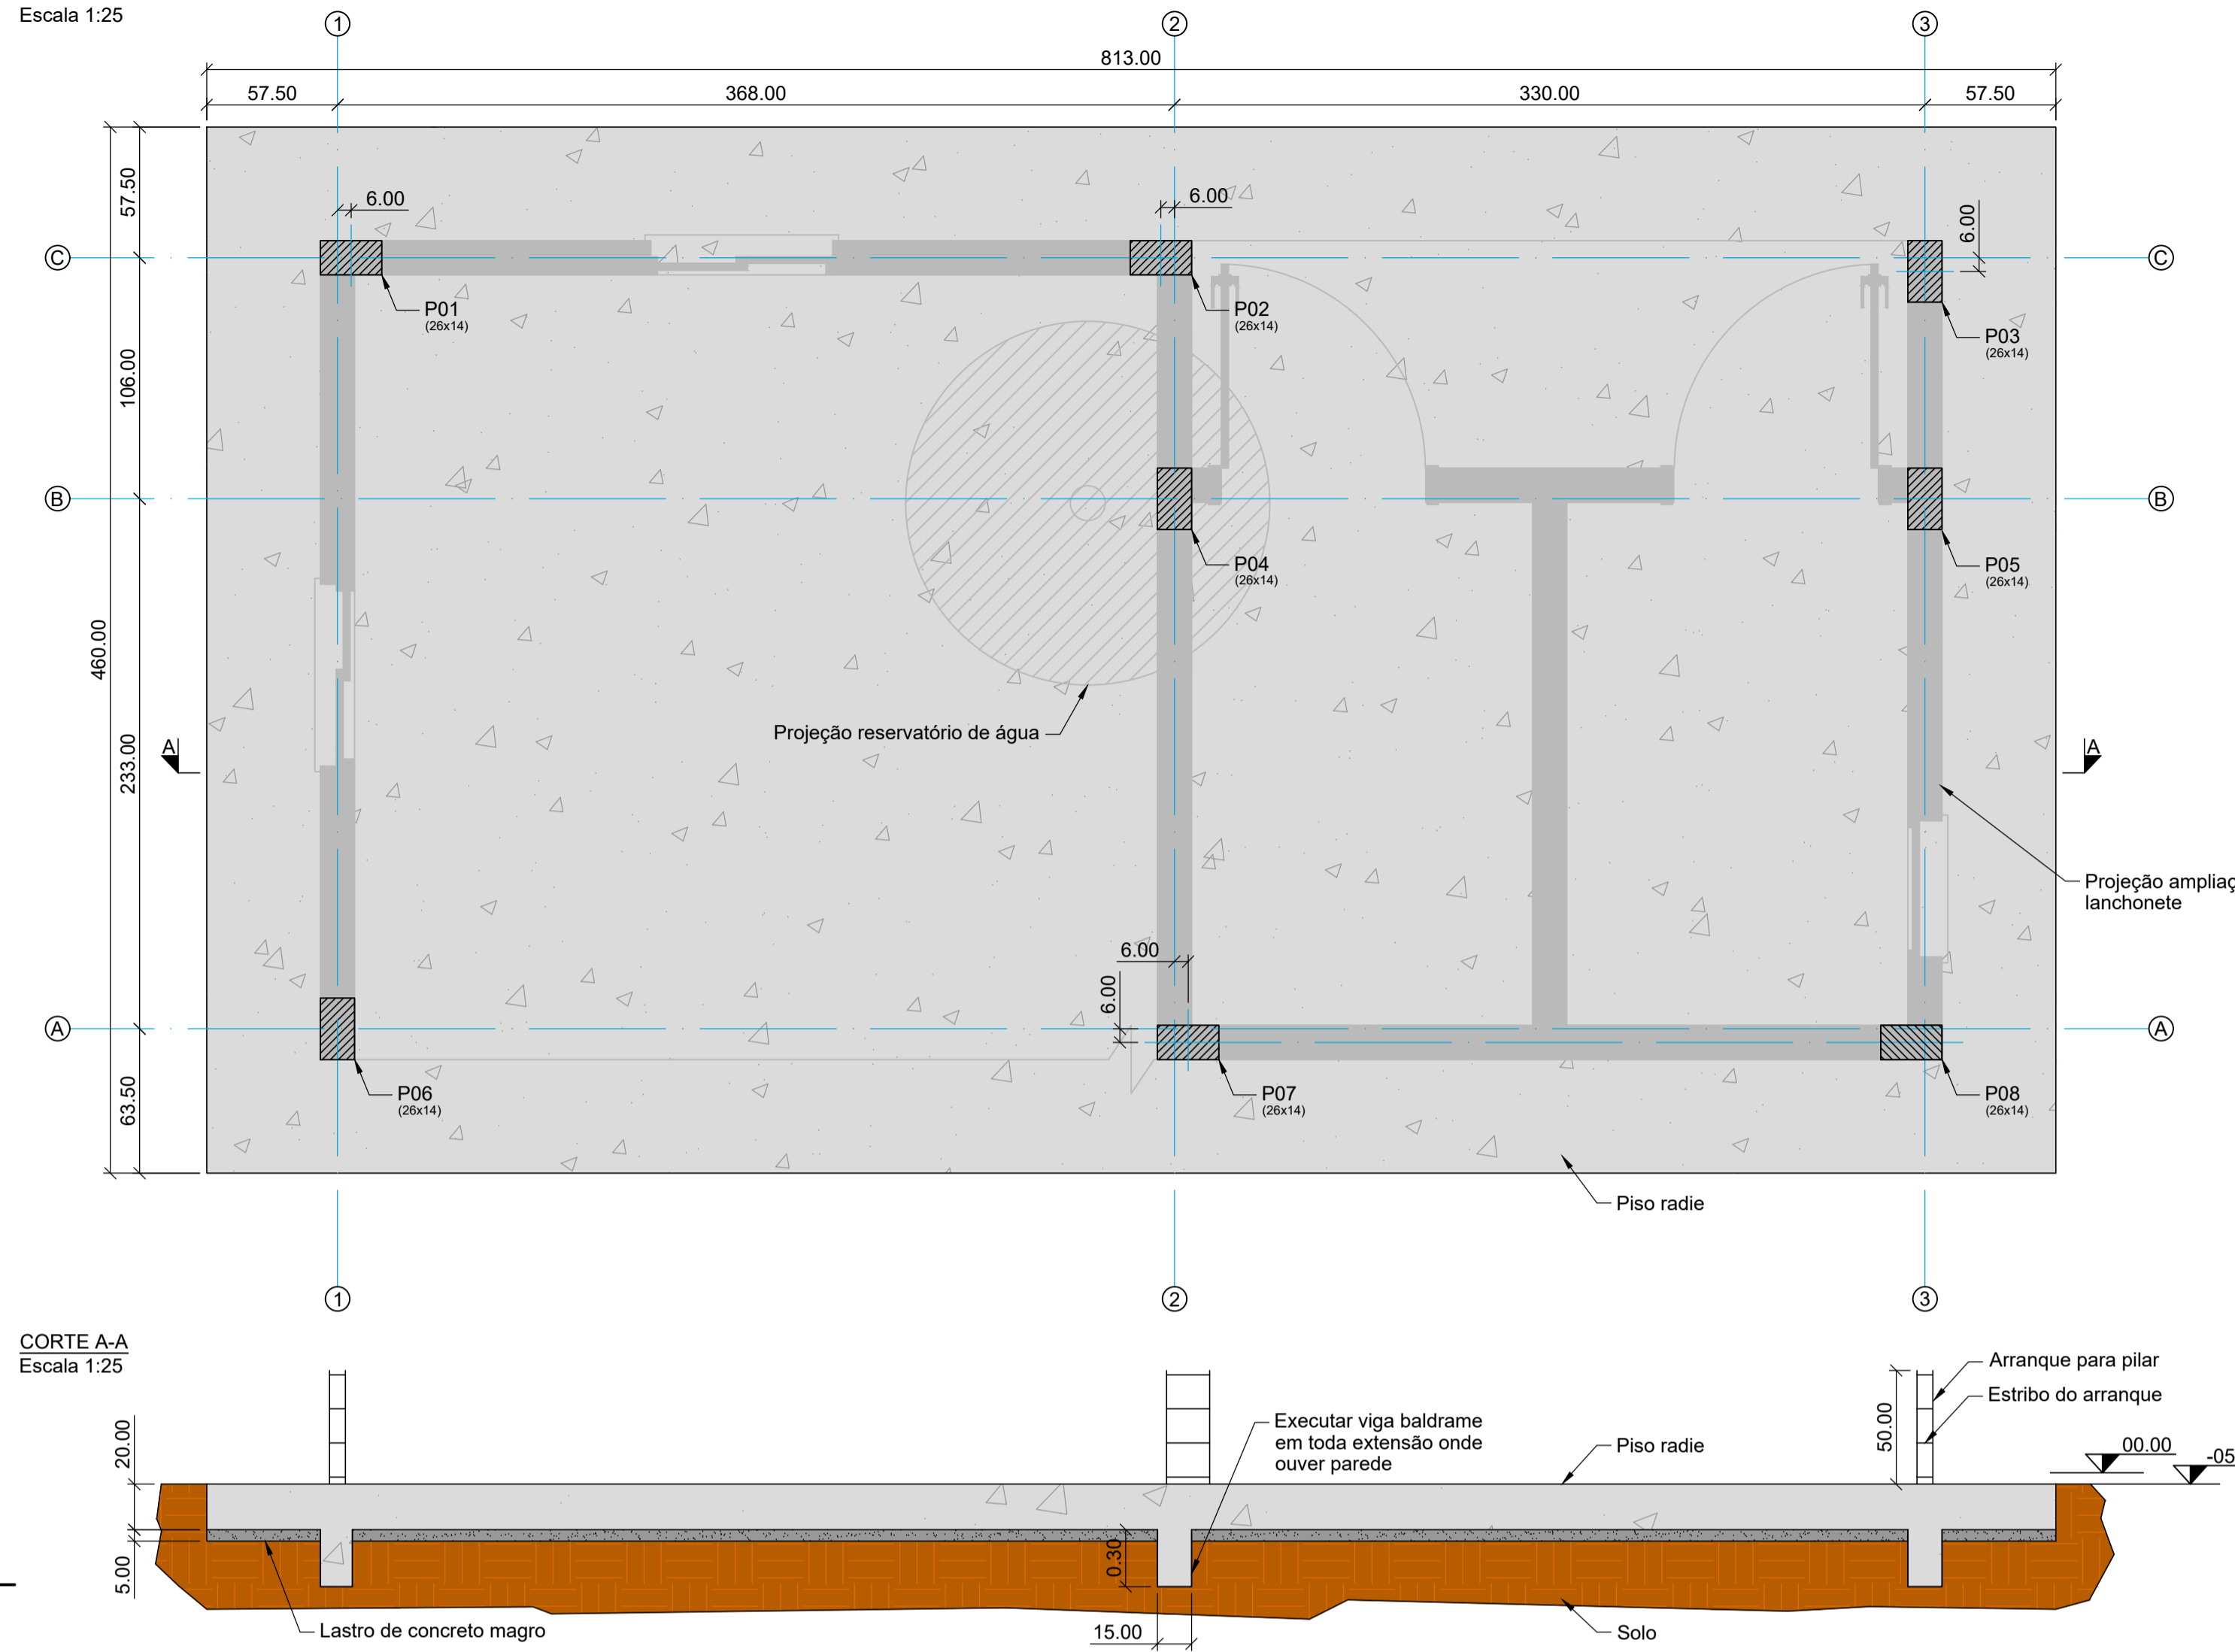 Escala 1:25
1
2
3
813.00
57.50
368.00
330.00
57.50
57.50
6.00
6.00
6.00
C
C
P01
(26x14)
P02
(26x14)
P03
(26x14)
106.00
B
B
P04
(26x14)
P05
(26x14)
460.00
Projeção reservatório de água
A
A
233.00
Projeção ampliaç
lanchonete
6.00
6.00
A
A
P06
(26x14)
P07
(26x14)
P08
(26x14)
63.50
Piso radie
1
2
3
CORTE A-A
Escala 1:25
Arranque para pilar
Estribo do arranque
20.00
Executar viga baldrame
em toda extensão onde
ouver parede
Piso radie
50.00
00.00
-05
5.00
0.30
Lastro de concreto magro
15.00
Solo